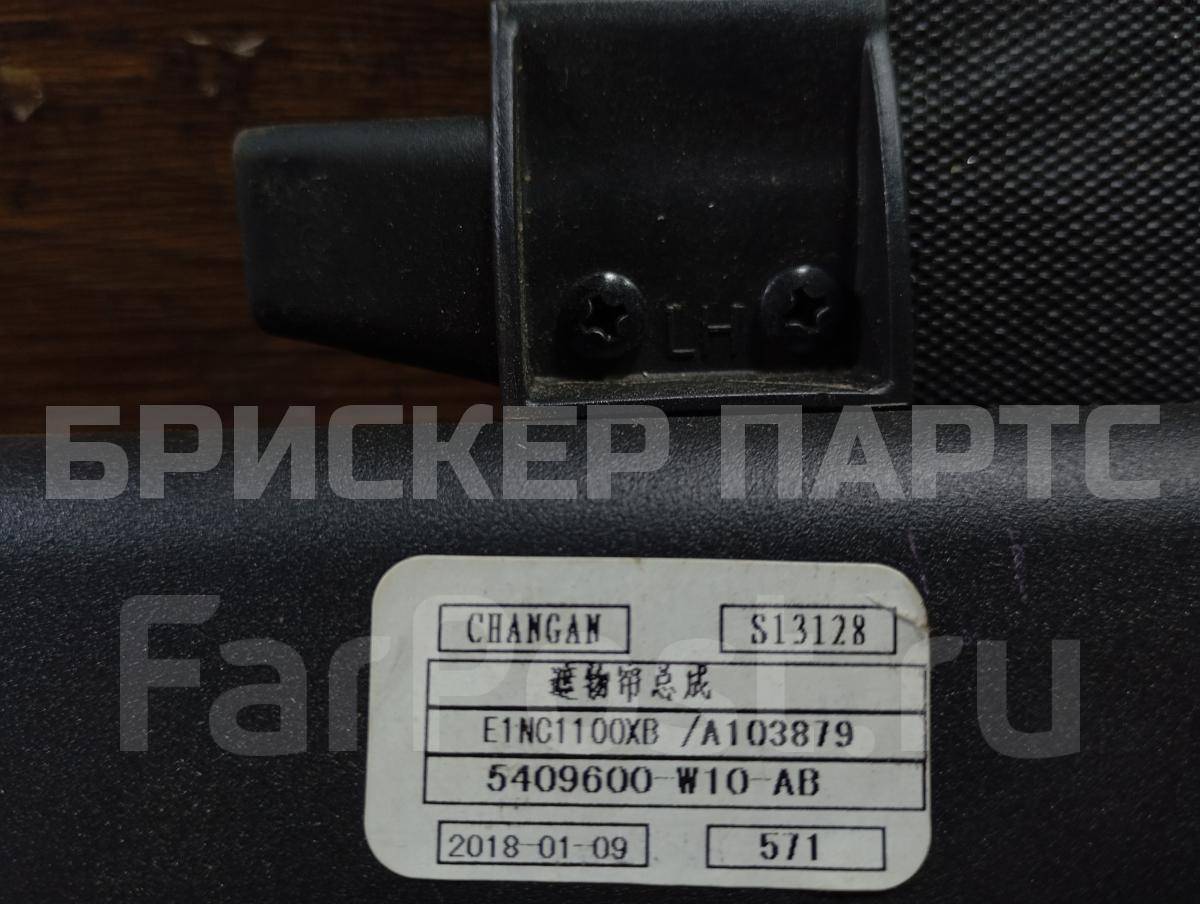 LH
БРИСКЕР ПАРТС
FarPost.ru
CHANGAN S13128
遮物帘总成
E1NC1100XB /A103879
5409600-W10-AB
2018-01-09 571